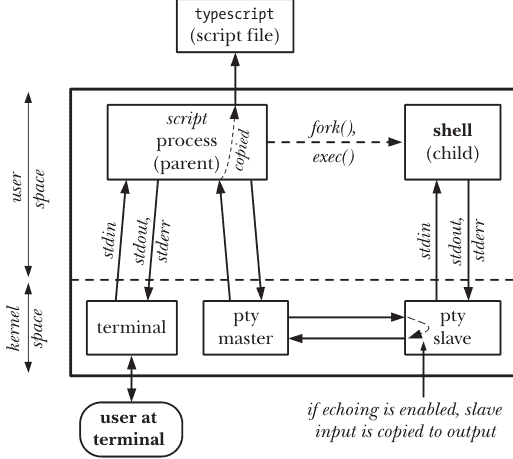 typescript
(script file)
script
process
(parent)
copied
fork(),
exec()
shell
(child)
user
space
stdin
stdout,
stderr
stdin
stdout,
stderr
kernel
space
terminal
pty
master
pty
slave
user at
terminal
if echoing is enabled, slave
input is copied to output